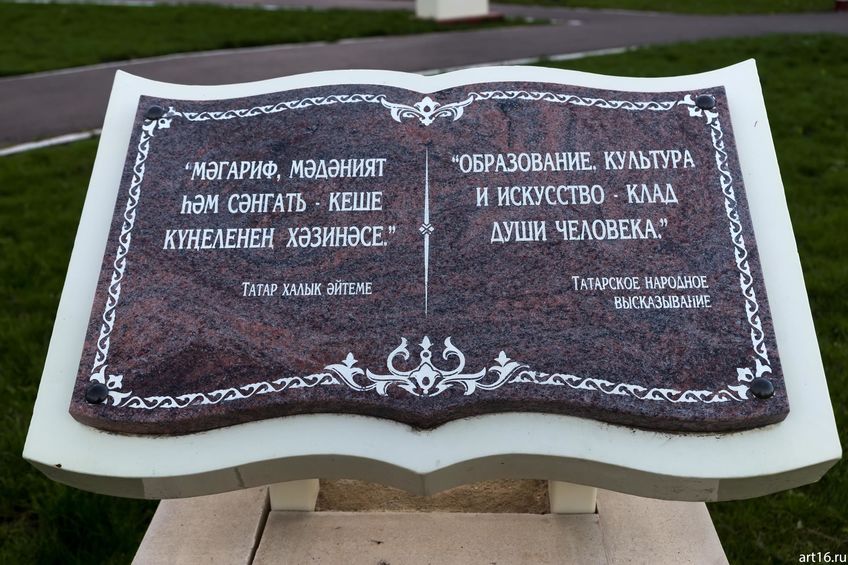 “МӘГАРИФ, МӘДӘНИЯТ
ҺӘМ СӘНГАТЬ - КЕШЕ
КҮҢЕЛЕНЕҢ ХӘЗИНӘСЕ.”
ТАТАР ХАЛЫК ӘЙТЕМЕ
“ОБРАЗОВАНИЕ, КУЛЬТУРА
И ИСКУССТВО - КЛАД
ДУШИ ЧЕЛОВЕКА.”
ТАТАРСКОЕ НАРОДНОЕ
ВЫСКАЗЫВАНИЕ
art16.ru